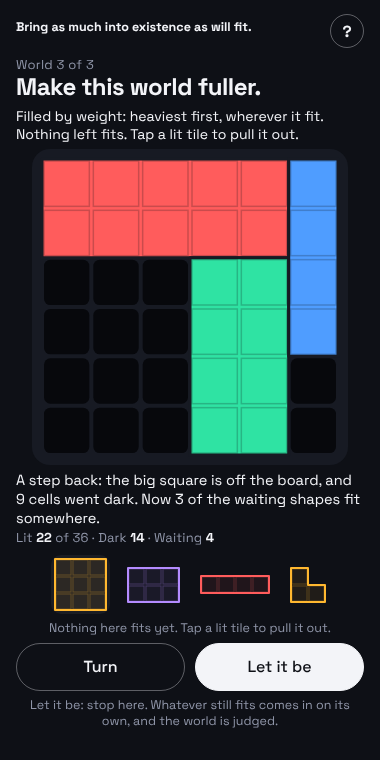 Bring as much into existence as will fit.
?
World 3 of 3
Make this world fuller.
Filled by weight: heaviest first, wherever it fit.
Nothing left fits. Tap a lit tile to pull it out.
A step back: the big square is off the board, and
9 cells went dark. Now 3 of the waiting shapes fit
somewhere.
Lit 22 of 36 · Dark 14 · Waiting 4
Nothing here fits yet. Tap a lit tile to pull it out.
Turn
Let it be
Let it be: stop here. Whatever still fits comes in on its
own, and the world is judged.